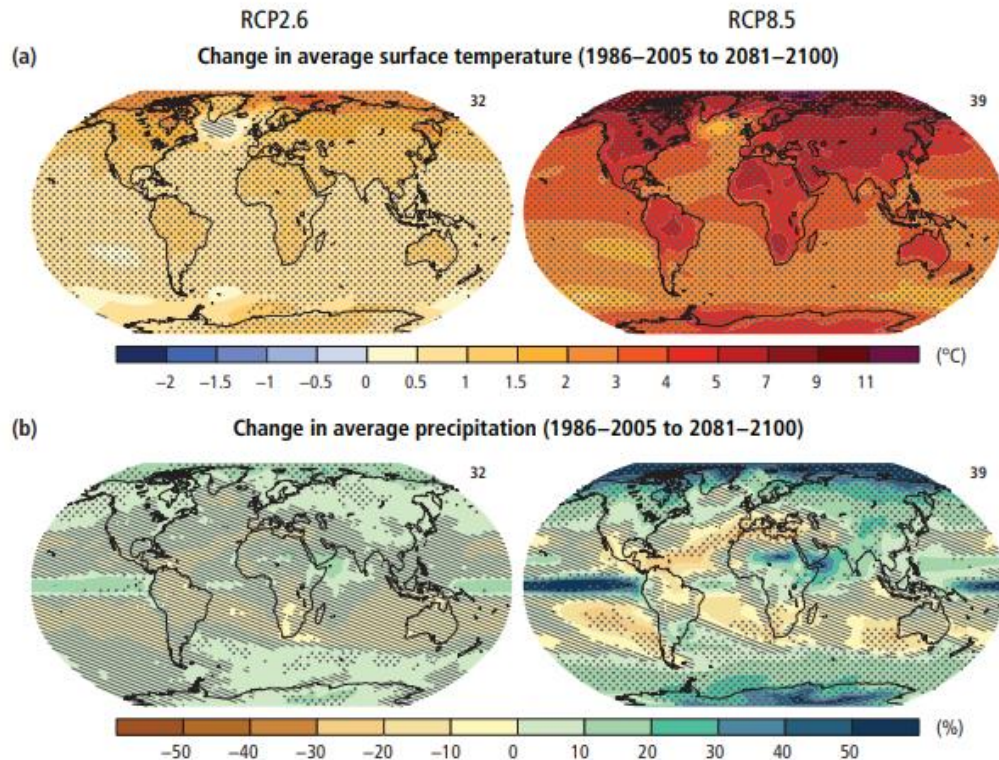 RCP2.6 RCP8.5
(a) Change in average surface temperature (1986–2005 to 2081–2100)
32 39
(°C)
−2 −1.5 −1 −0.5 0 0.5 1 1.5 2 3 4 5 7 9 11
(b) Change in average precipitation (1986–2005 to 2081–2100)
32 39
(%)
−50 −40 −30 −20 −10 0 10 20 30 40 50